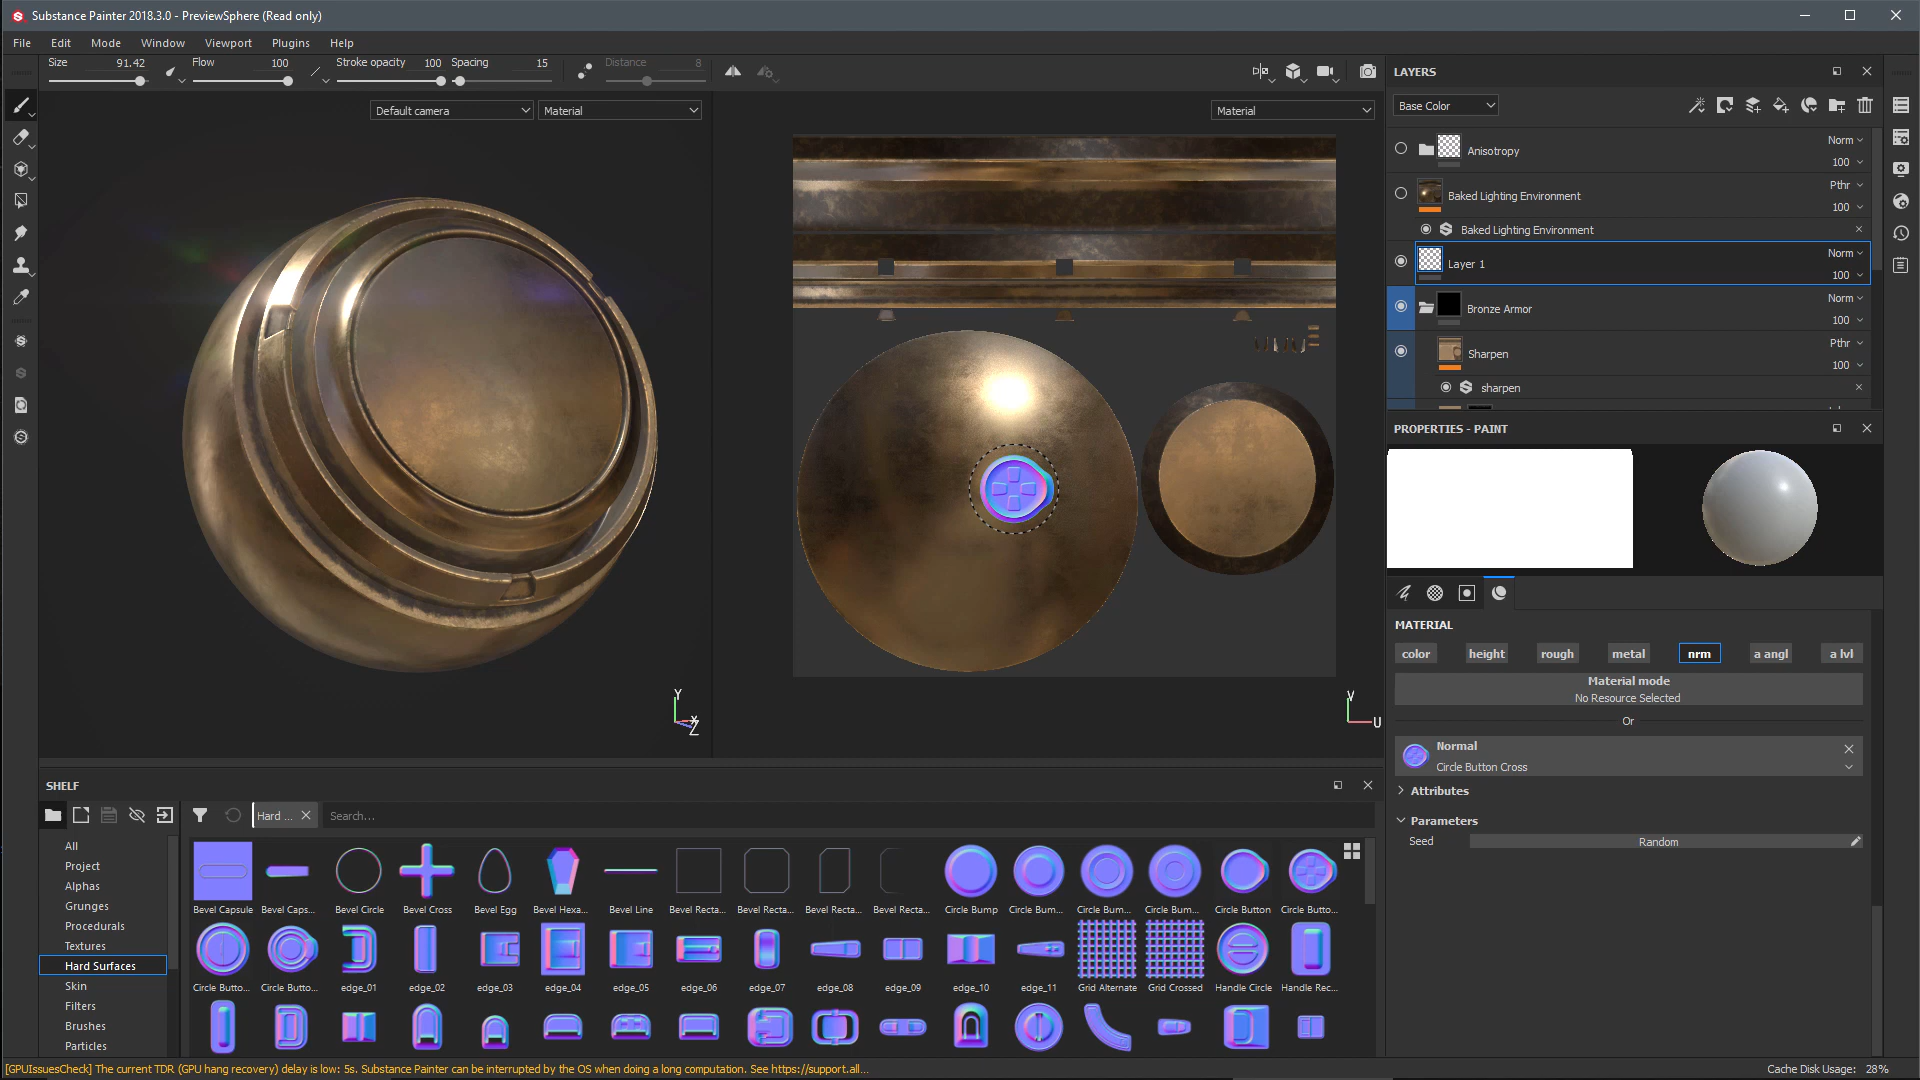 Substance Painter 2018.3.0 - PreviewSphere (Read only)
File Edit Mode Window Viewport Plugins Help
Size 91.42 Flow 100 Stroke opacity 100 Spacing 15 Distance 8
Default camera Material Material
Y
X
Z
V
U
LAYERS
Base Color
Anisotropy Norm 100
Baked Lighting Environment Pthr 100
Baked Lighting Environment
Layer 1 Norm 100
Bronze Armor Norm 100
Sharpen Pthr 100
sharpen
PROPERTIES - PAINT
MATERIAL
color height rough metal nrm a angl a lvl
Material mode
No Resource Selected
Or
Normal
Circle Button Cross
Attributes
Parameters
Seed Random
SHELF
Hard ... Search...
All
Project
Alphas
Grunges
Procedurals
Textures
Hard Surfaces
Skin
Filters
Brushes
Particles
Bevel Capsule Bevel Caps... Bevel Circle Bevel Cross Bevel Egg Bevel Hexa... Bevel Line Bevel Recta... Bevel Recta... Bevel Recta... Bevel Recta... Circle Bump Circle Bum... Circle Bum... Circle Bum... Circle Button Circle Butto...
Circle Butto... Circle Butto... edge_01 edge_02 edge_03 edge_04 edge_05 edge_06 edge_07 edge_08 edge_09 edge_10 edge_11 Grid Alternate Grid Crossed Handle Circle Handle Rec...
[GPUIssuesCheck] The current TDR (GPU hang recovery) delay is low: 5s. Substance Painter can be interrupted by the OS when doing a long computation. See https://support.all...
Cache Disk Usage: 28%